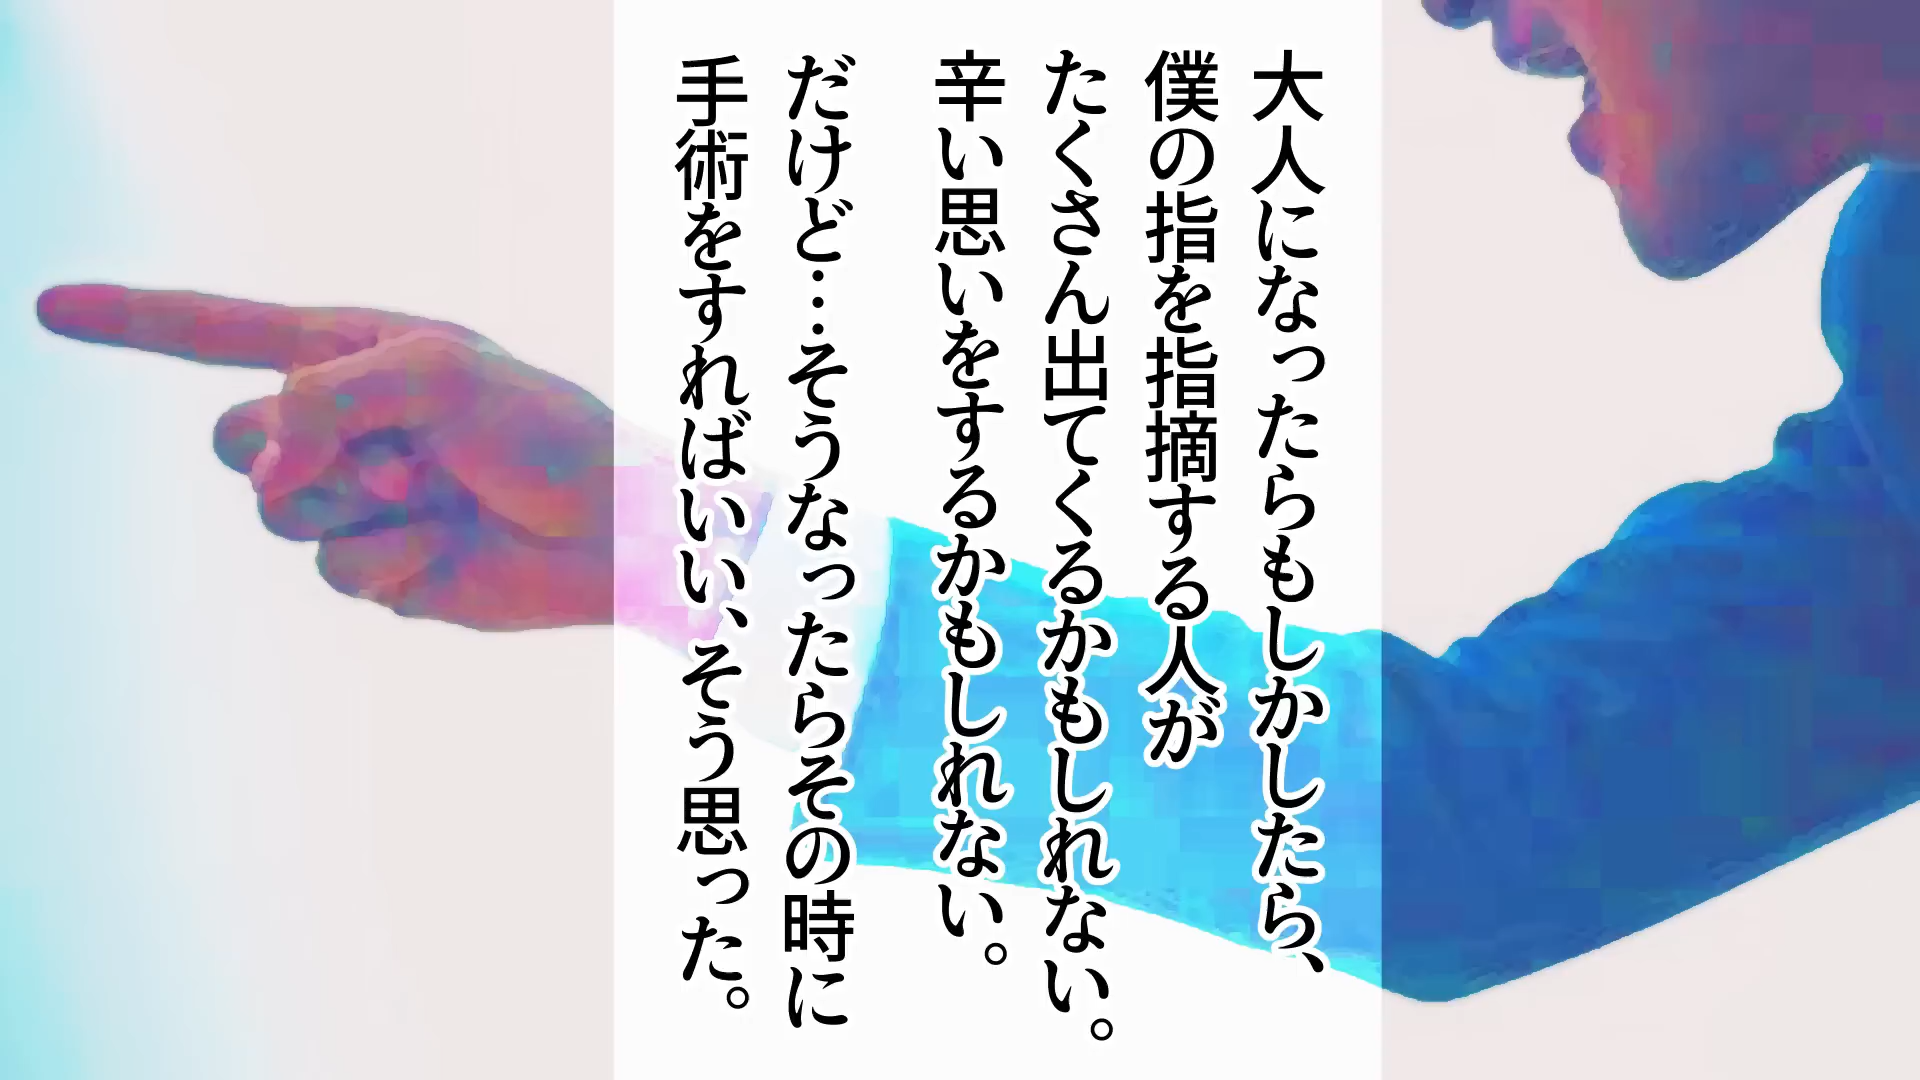 大人になったらもしかしたら、
僕の指を指摘する人が
たくさん出てくるかもしれない。
辛い思いをするかもしれない。
だけど…そうなったらその時に
手術をすればいい、そう思った。